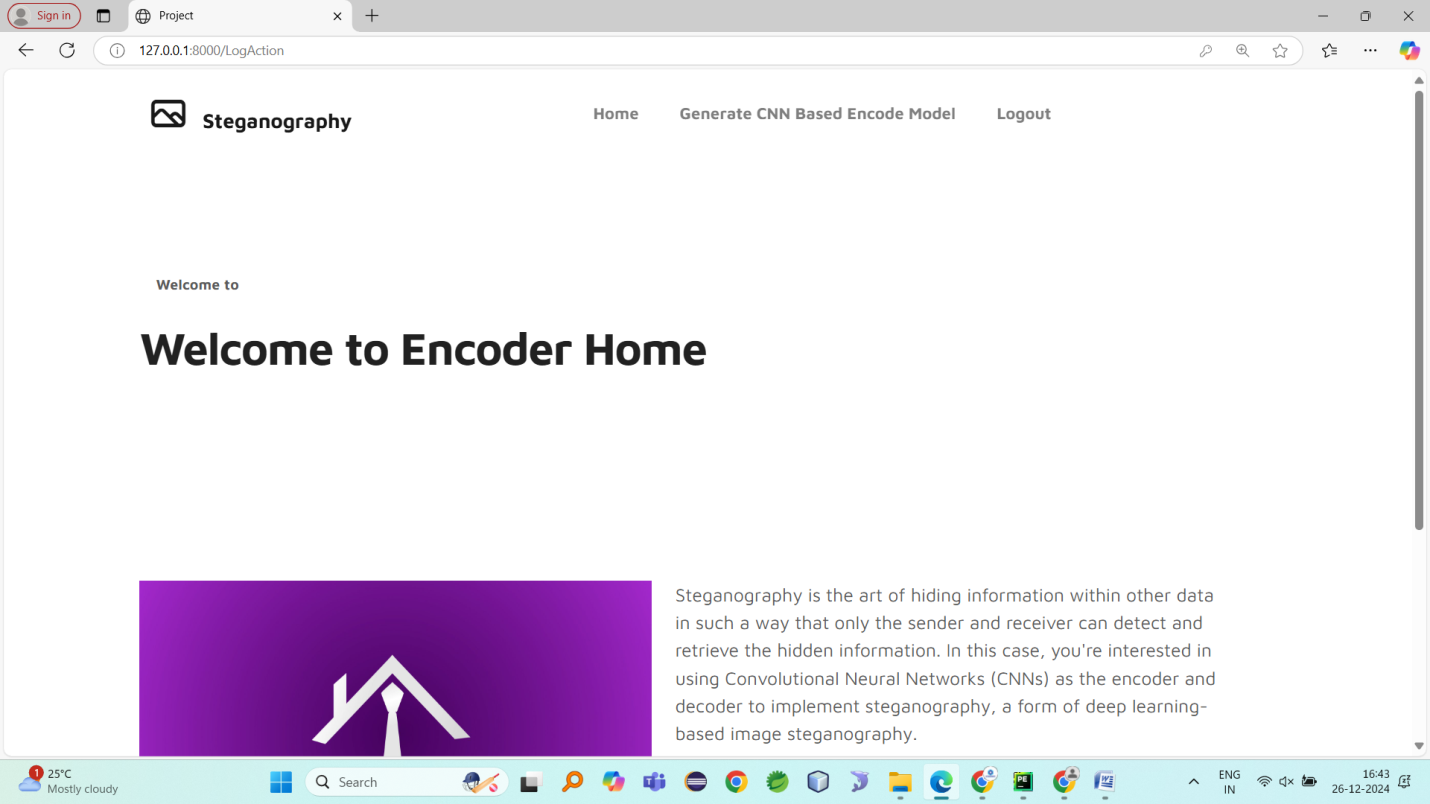 Sign in
Project
127.0.0.1:8000/LogAction
Steganography
Home
Generate CNN Based Encode Model
Logout
Welcome to
Welcome to Encoder Home
Steganography is the art of hiding information within other data
in such a way that only the sender and receiver can detect and
retrieve the hidden information. In this case, you're interested in
using Convolutional Neural Networks (CNNs) as the encoder and
decoder to implement steganography, a form of deep learning-
based image steganography.
1
25°C
Mostly cloudy
Search
PE
W
ENG
IN
16:43
26-12-2024